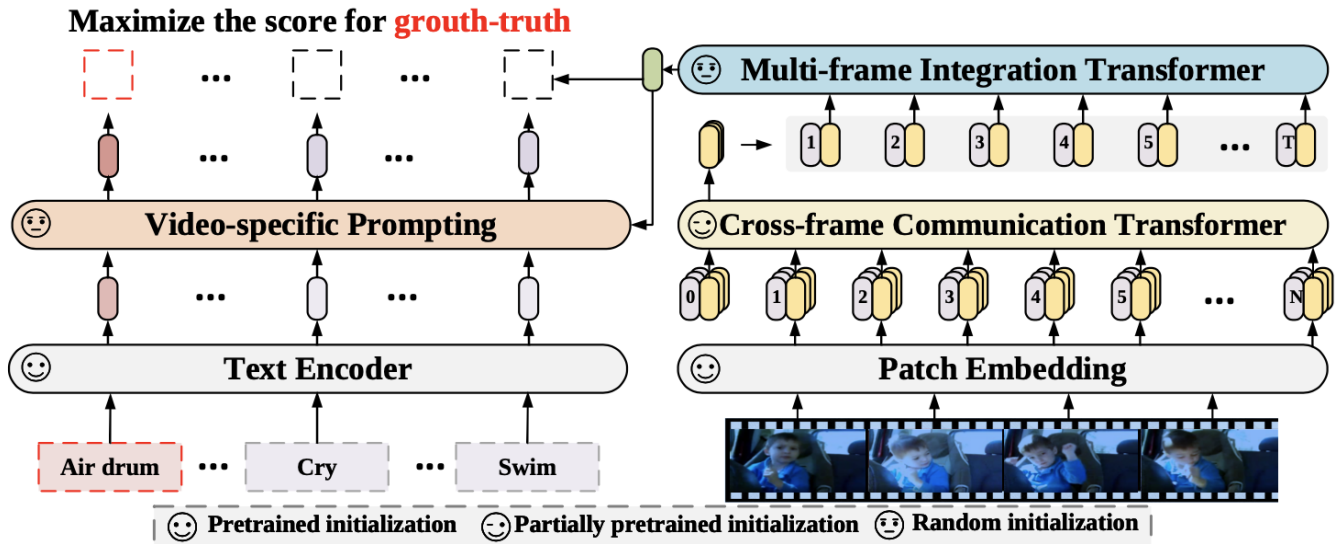 Maximize the score for grouth-truth
... ...
Multi-frame Integration Transformer
1 2 3 4 5 ... T
... ...
Video-specific Prompting
Cross-frame Communication Transformer
... ...
0 1 2 3 4 5 ... N
Text Encoder
Patch Embedding
Air drum ... Cry ... Swim
Pretrained initialization
Partially pretrained initialization
Random initialization